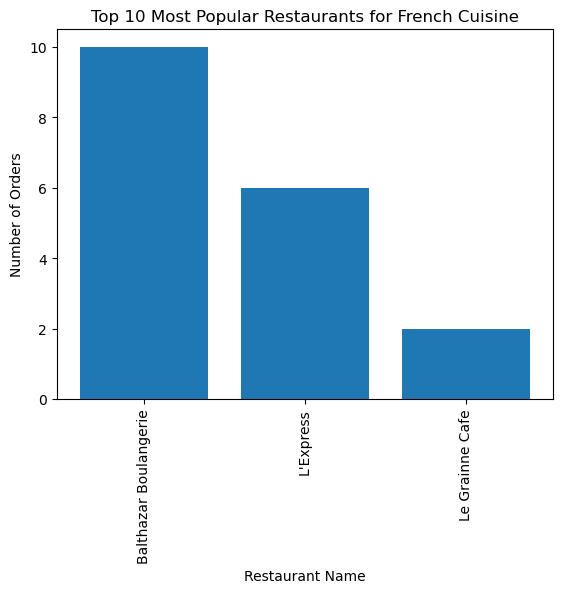 Top 10 Most Popular Restaurants for French Cuisine
Number of Orders
10
8
6
4
2
0
Balthazar Boulangerie
L'Express
Le Grainne Cafe
Restaurant Name